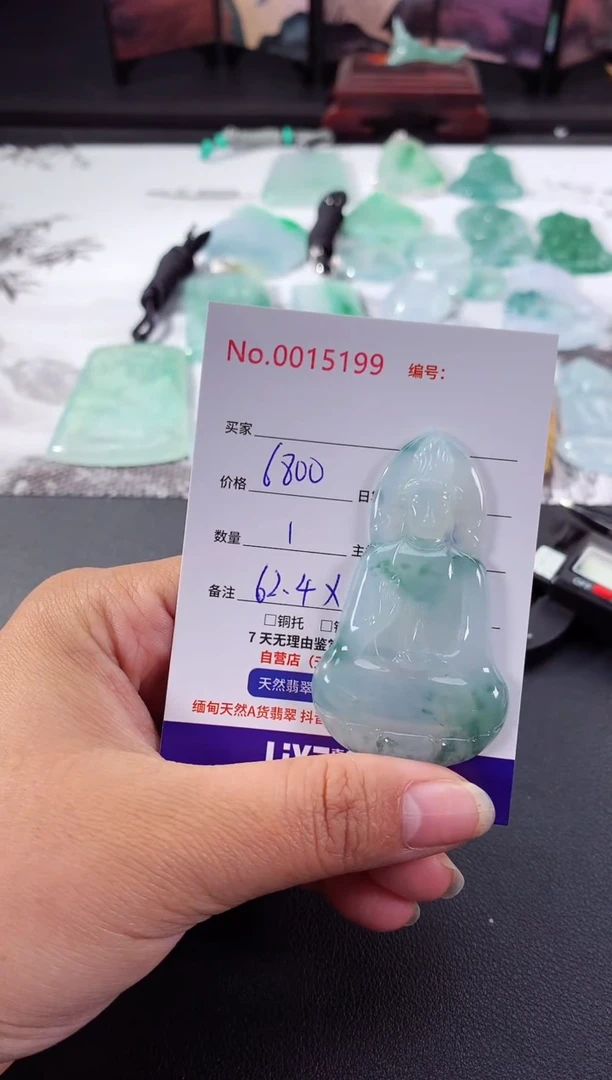 No.0015199 编号:
买家
价格 6800
数量 1
备注 62.4X
□铜托
7天无理由鉴
自营店
天然翡翠
缅甸天然A货翡翠 抖音